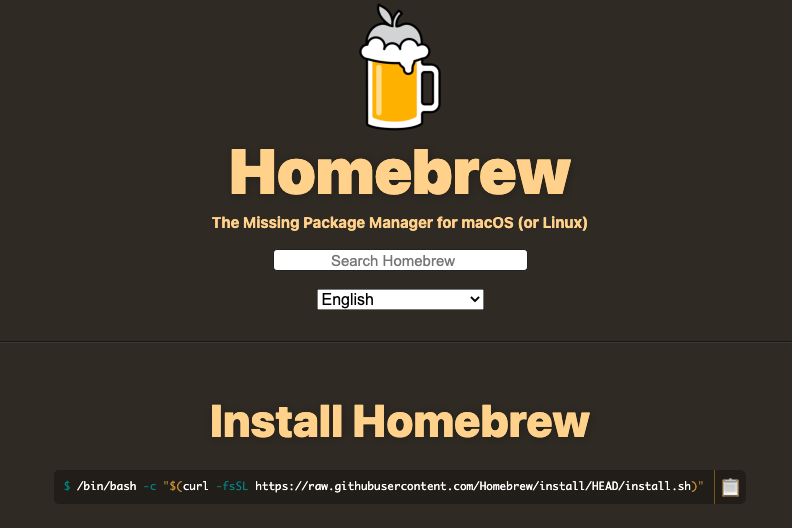 Homebrew
The Missing Package Manager for macOS (or Linux)
Search Homebrew
English
Install Homebrew
$ /bin/bash -c "$(curl -fsSL https://raw.githubusercontent.com/Homebrew/install/HEAD/install.sh)"